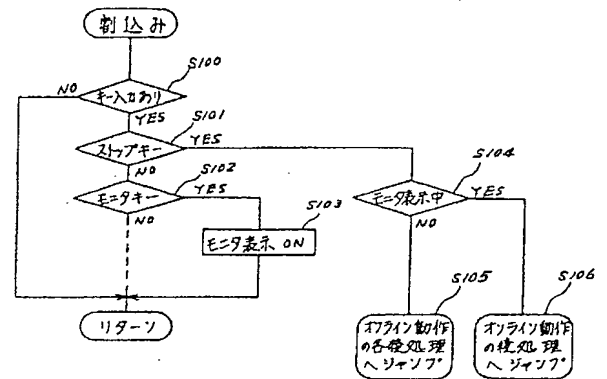 割込み
S100
NO
キー入力あり
YES
S101
ストップキー
YES
NO
S102
モニタキー
YES
NO
S103
モニタ表示 ON
リターン
S104
モニタ表示中
YES
NO
S105
オフライン動作
の各後処理
へジャンプ
S106
オンライン動作
の後処理
へジャンプ